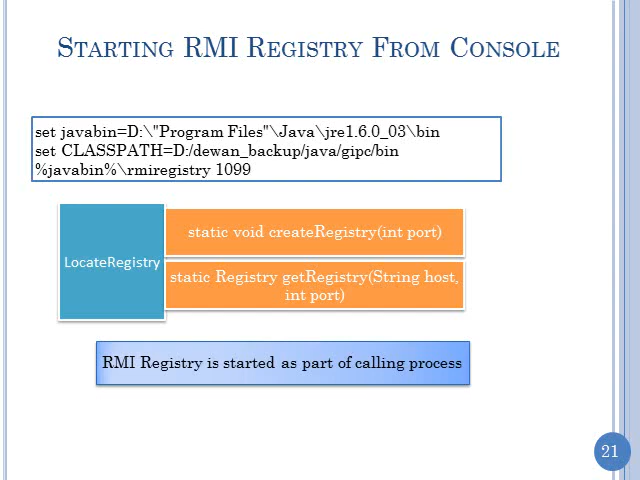 STARTING RMI REGISTRY FROM CONSOLE
set javabin=D:\"Program Files"\Java\jre1.6.0_03\bin
set CLASSPATH=D:/dewan_backup/java/gipc/bin
%javabin%\rmiregistry 1099
LocateRegistry
static void createRegistry(int port)
static Registry getRegistry(String host,
int port)
RMI Registry is started as part of calling process
21